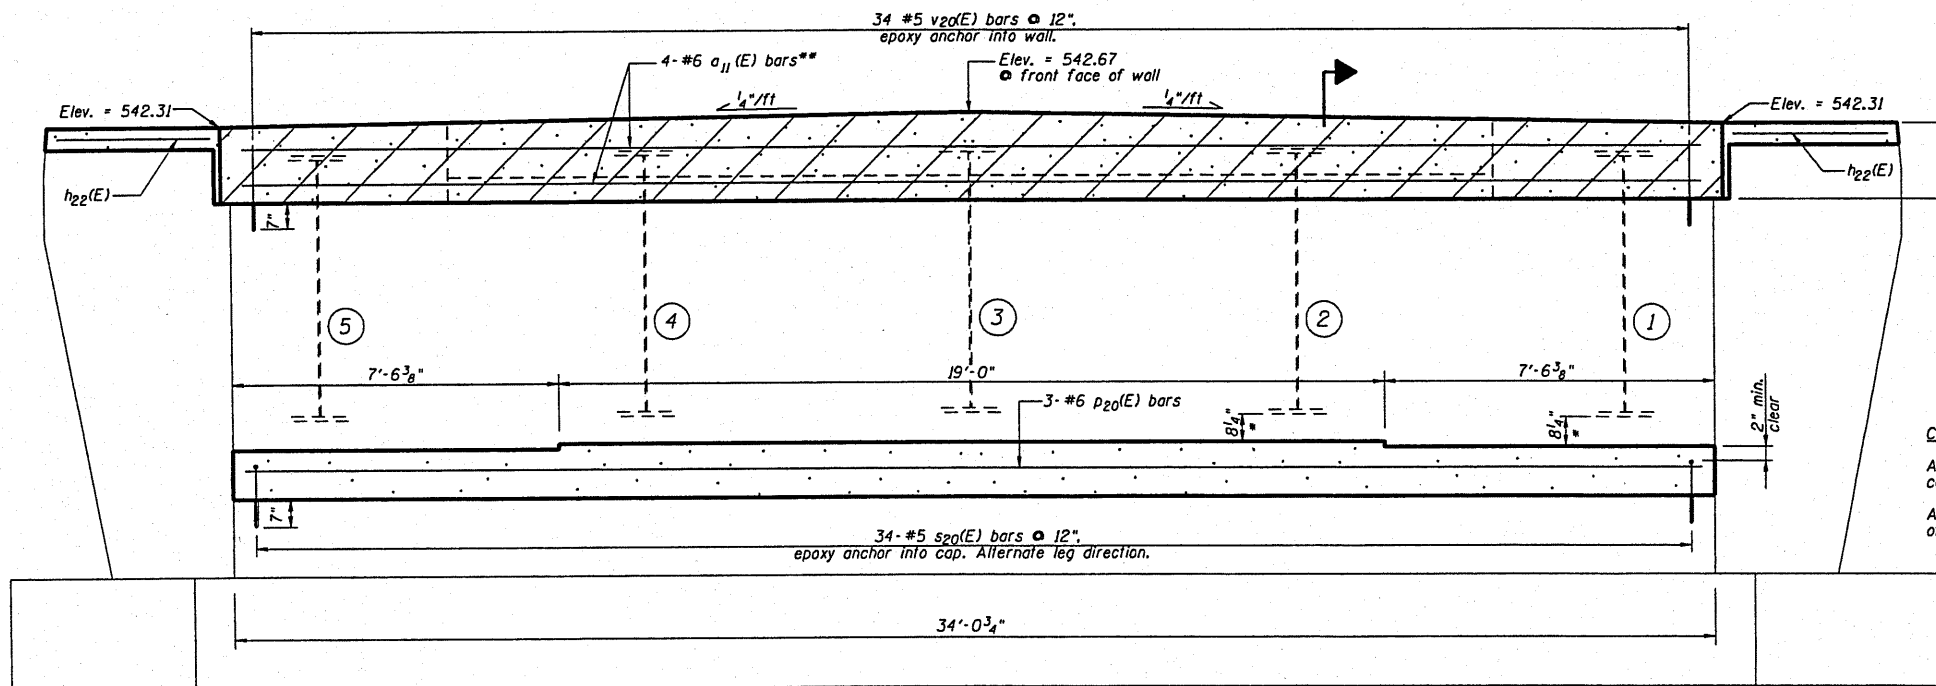 34 #5 v20(E) bars @ 12",
epoxy anchor into wall.
4-#6 a11(E) bars**
Elev. = 542.67
@ front face of wall
Elev. = 542.31
1/4"/ft
1/4"/ft
Elev. = 542.31
h22(E)
h22(E)
7"
5
4
3
2
1
7'-6 3/8"
19'-0"
7'-6 3/8"
3-#6 p20(E) bars
8 1/4"
*
8 1/4"
*
2" min.
clear
7"
34-#5 s20(E) bars @ 12",
epoxy anchor into cap. Alternate leg direction.
34'-0 3/4"